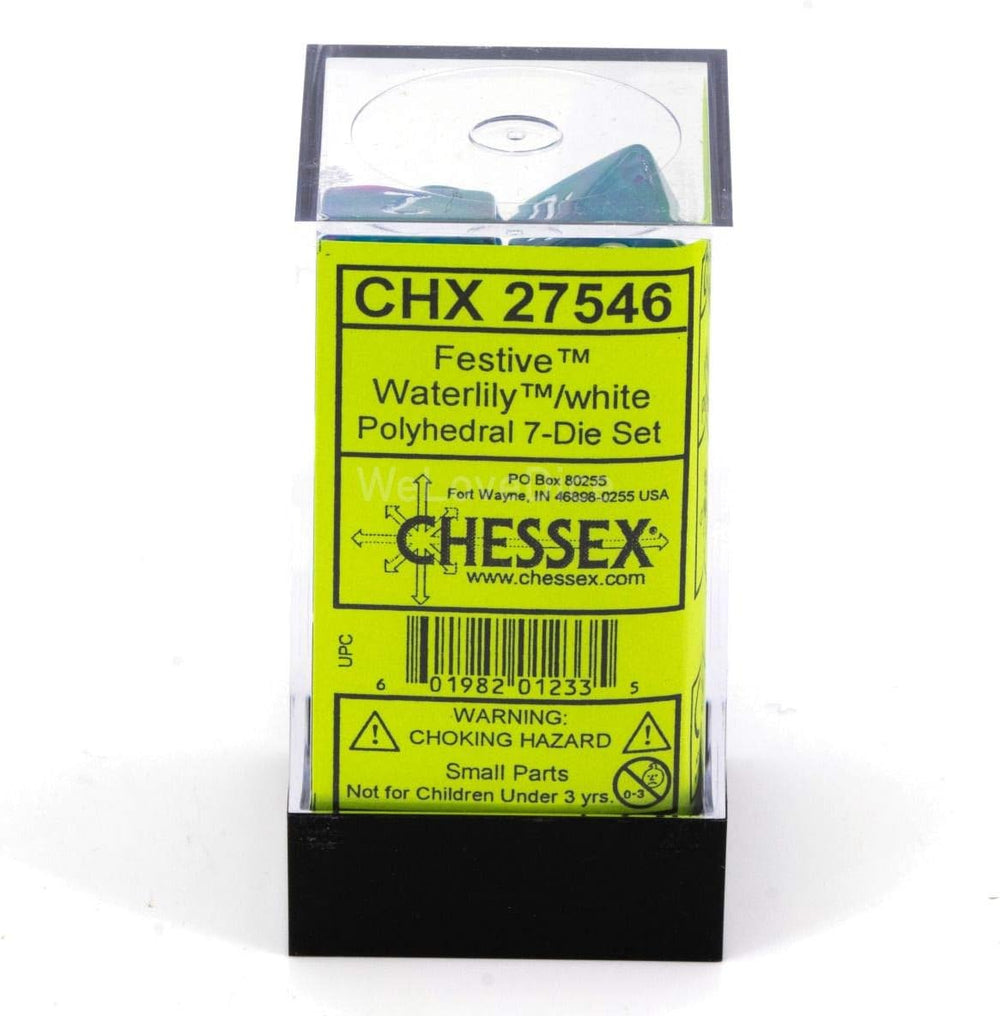 CHX 27546
Festive™
Waterlily™/white
Polyhedral 7-Die Set
WeLoveDice
PO Box 80255
Fort Wayne, IN 46898-0255 USA
CHESSEX®
www.chessex.com
UPC
6 01982 01233 5
WARNING:
CHOKING HAZARD
Small Parts
Not for Children Under 3 yrs.
0-3